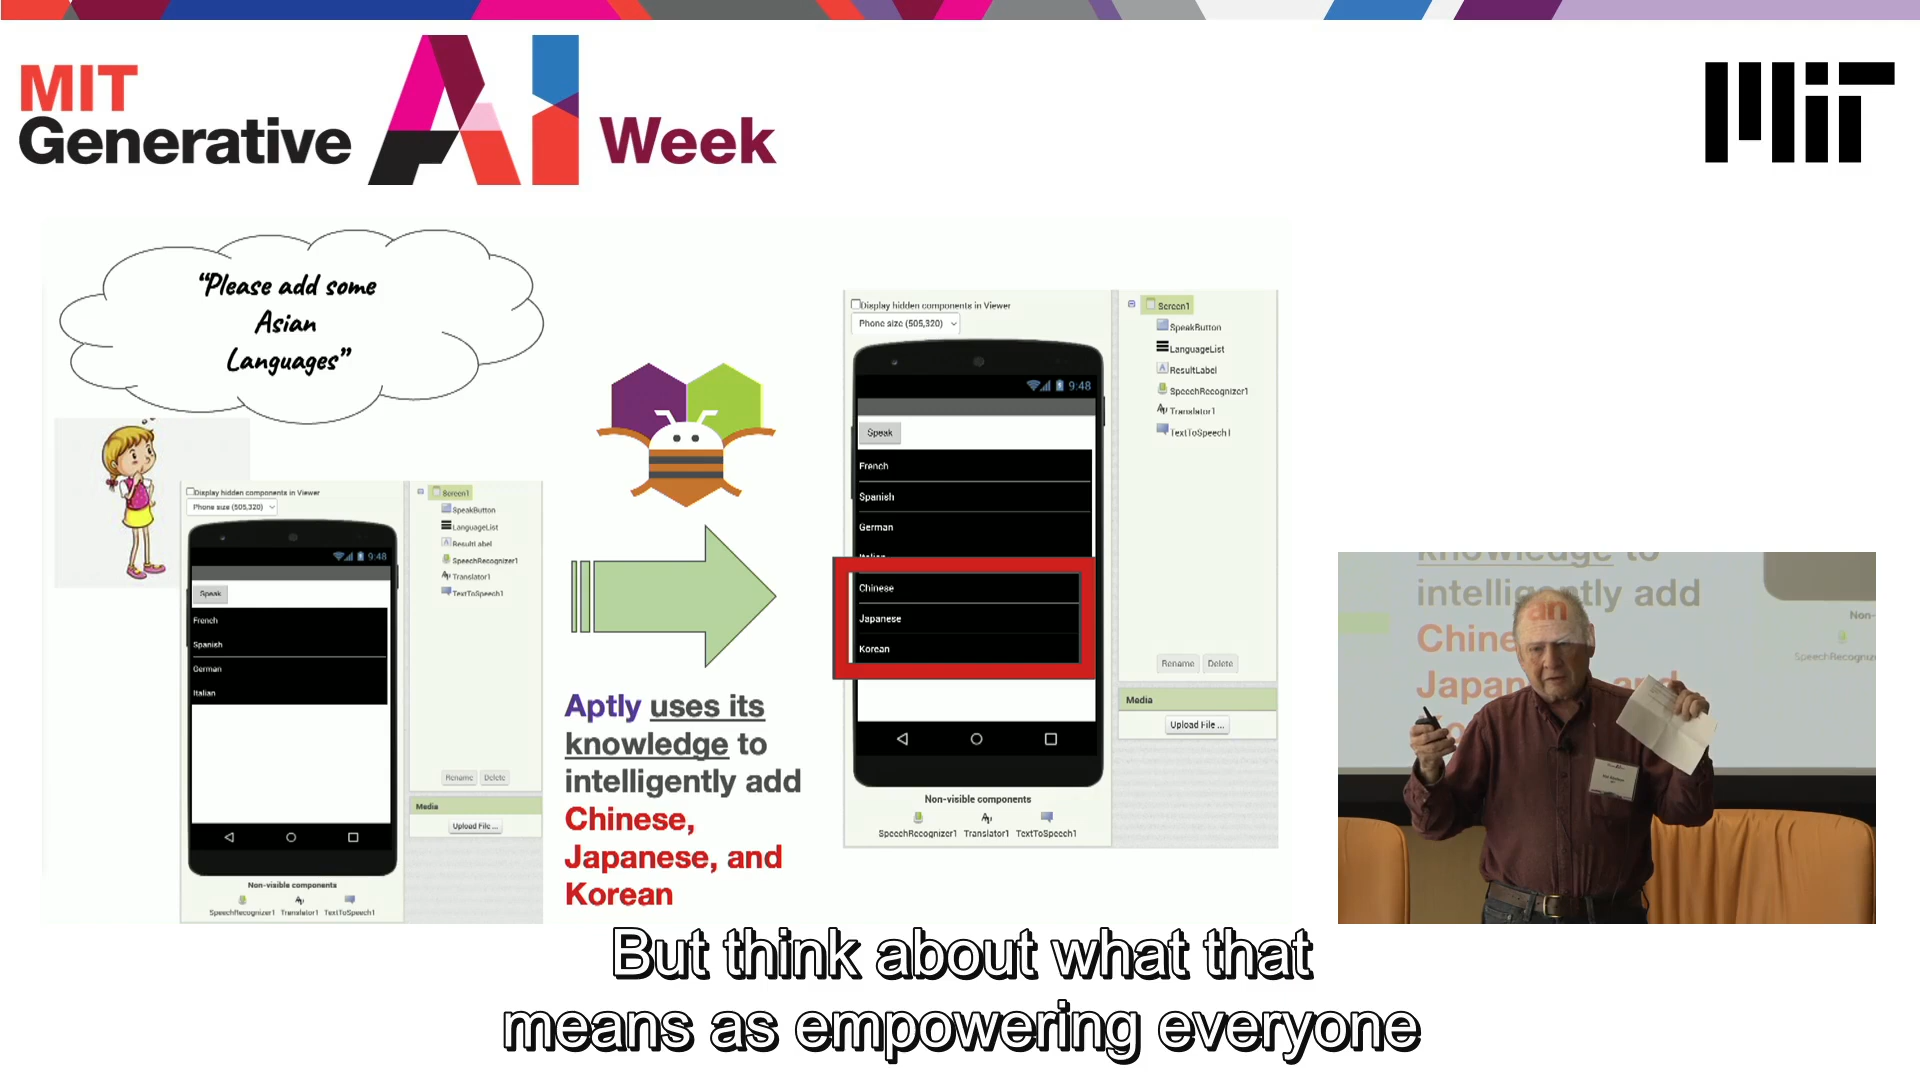 MIT
Generative AI Week
MIT
“Please add some
Asian
Languages”
Display hidden components in Viewer
Phone size (505,320)
9:48
Speak
French
Spanish
German
Italian
Non-visible components
SpeechRecognizer1 Translator1 TextToSpeech1
Screen1
SpeakButton
LanguageList
ResultLabel
SpeechRecognizer1
Translator1
TextToSpeech1
Rename Delete
Media
Upload File ...
Aptly uses its
knowledge to
intelligently add
Chinese,
Japanese, and
Korean
Display hidden components in Viewer
Phone size (505,320)
9:48
Speak
French
Spanish
German
Italian
Chinese
Japanese
Korean
Non-visible components
SpeechRecognizer1 Translator1 TextToSpeech1
Screen1
SpeakButton
LanguageList
ResultLabel
SpeechRecognizer1
Translator1
TextToSpeech1
Rename Delete
Media
Upload File ...
knowledge to
intelligently add
But think about what that
means as empowering everyone